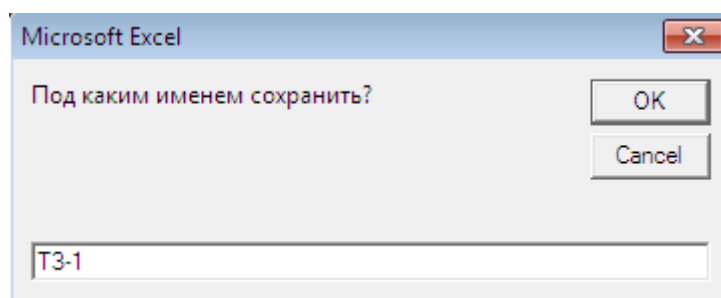 Microsoft Excel
Под каким именем сохранить?
OK
Cancel
ТЗ-1